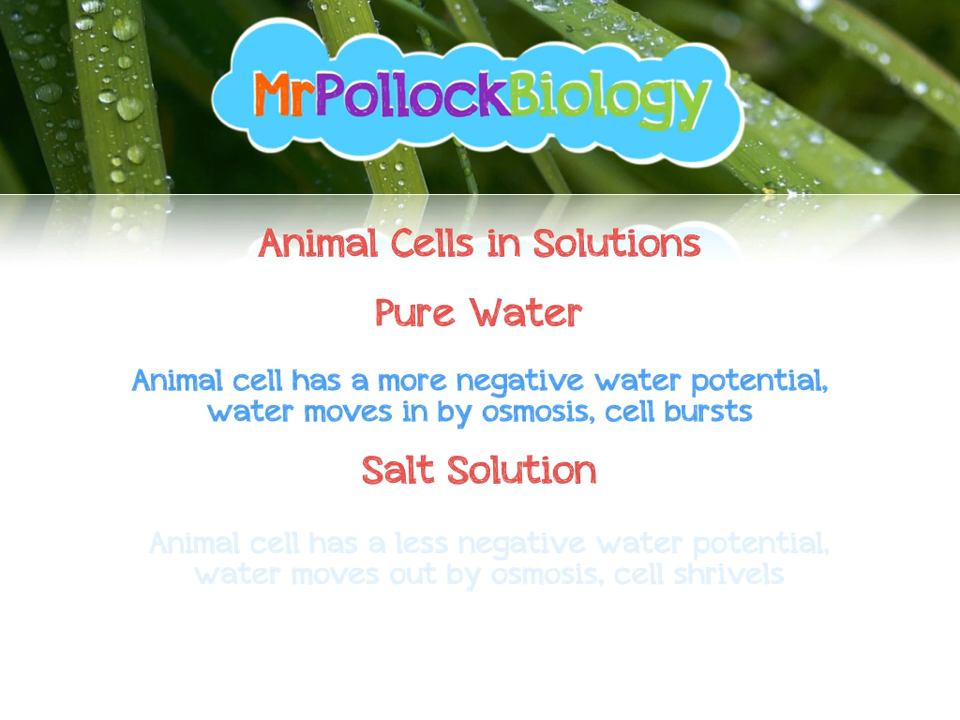 MrPollockBiology
Animal Cells in Solutions
Pure Water
Animal cell has a more negative water potential,
water moves in by osmosis, cell bursts
Salt Solution
Animal cell has a less negative water potential,
water moves out by osmosis, cell shrivels